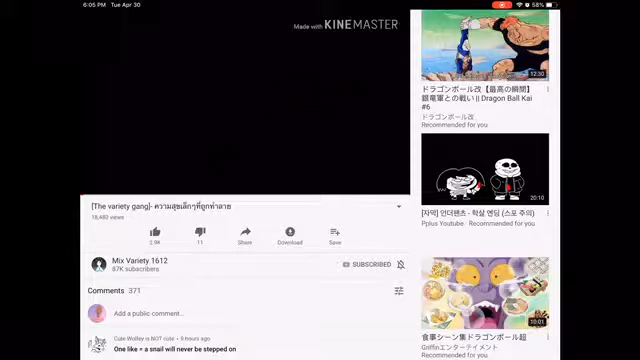 6:05 PM Tue Apr 30
58%
Made with KINEMASTER
12:30
ドラゴンボール改【最高の瞬間】
銀竜軍との戦い || Dragon Ball Kai
#6
ドラゴンボール改
Recommended for you
20:10
[자막] 언더팬츠 - 학살 엔딩 (스포 주의)
Pplus Youtube · Recommended for you
10:01
食事シーン集ドラゴンボール超
Griffinエンターテイメント
Recommended for you
[The variety gang]- ความสุขเล็กๆที่ถูกทำลาย
18,483 views
2.9K
11
Share
Download
Save
Mix Variety 1612
87K subscribers
SUBSCRIBED
Comments 371
Add a public comment...
Cute Wolfey is NOT cute • 9 hours ago
One like = a snail will never be stepped on